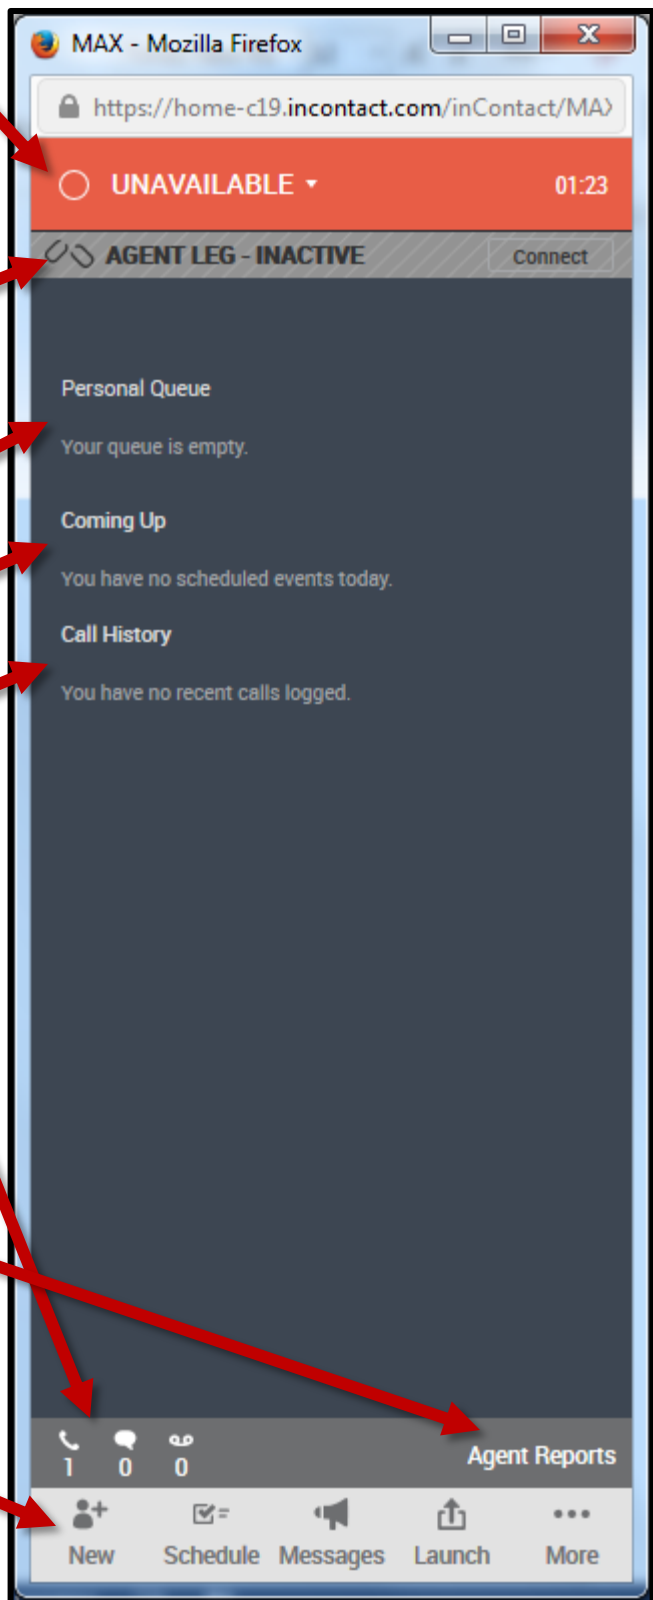 MAX - Mozilla Firefox
https://home-c19.incontact.com/inContact/MAX
UNAVAILABLE 01:23
AGENT LEG - INACTIVE Connect
Personal Queue
Your queue is empty.
Coming Up
You have no scheduled events today.
Call History
You have no recent calls logged.
1 0 0 Agent Reports
New Schedule Messages Launch More